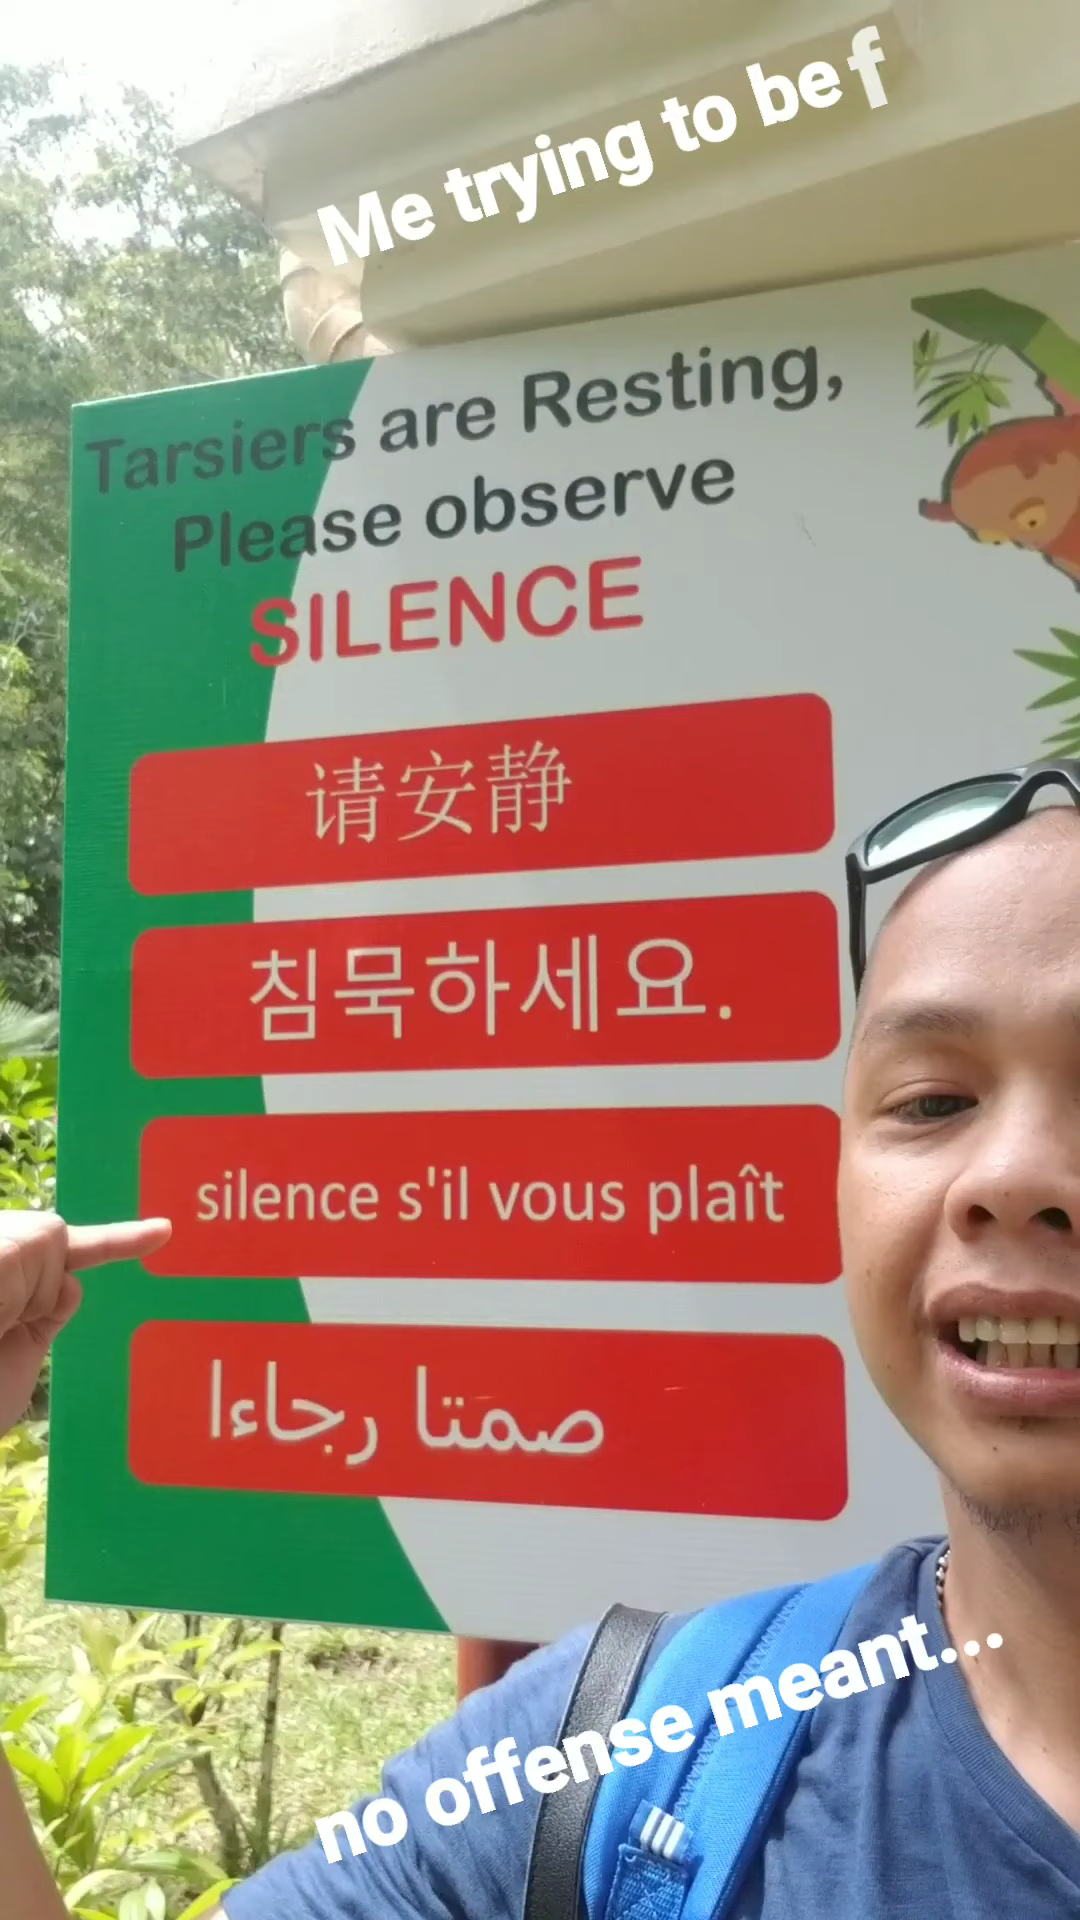 Me trying to be f
Tarsiers are Resting,
Please observe
SILENCE
请安静
침묵하세요.
silence s'il vous plaît
صمتا رجاءا
no offense meant...